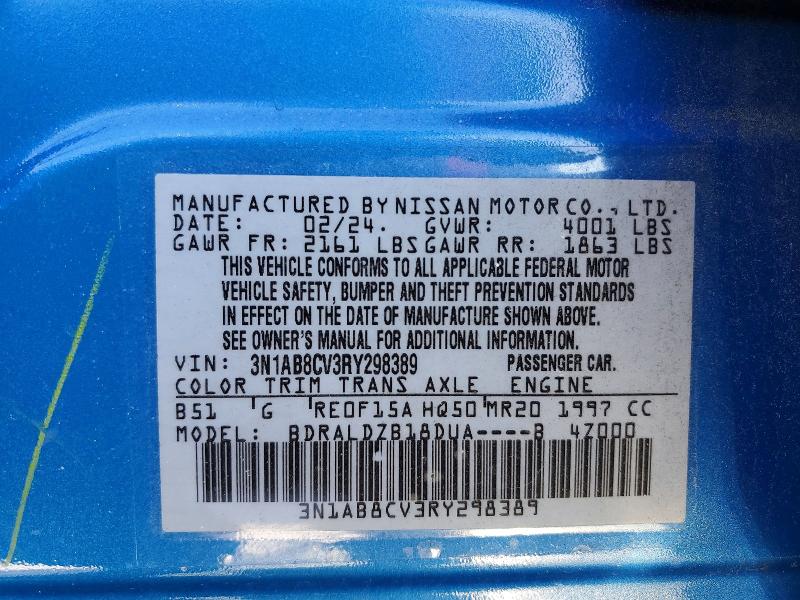 MANUFACTURED BY NISSAN MOTOR CO., LTD.
DATE: 02/24. GVWR: 4001 LBS
GAWR FR: 2161 LBS GAWR RR: 1863 LBS
THIS VEHICLE CONFORMS TO ALL APPLICABLE FEDERAL MOTOR
VEHICLE SAFETY, BUMPER AND THEFT PREVENTION STANDARDS
IN EFFECT ON THE DATE OF MANUFACTURE SHOWN ABOVE.
SEE OWNER'S MANUAL FOR ADDITIONAL INFORMATION.
VIN: 3N1AB8CV3RY298389 PASSENGER CAR.
COLOR TRIM TRANS AXLE ENGINE
B51 G RE0F15A HQ50 MR20 1997 CC
MODEL: BDRALDZB18DUA----B 4Z000
3N1AB8CV3RY298389